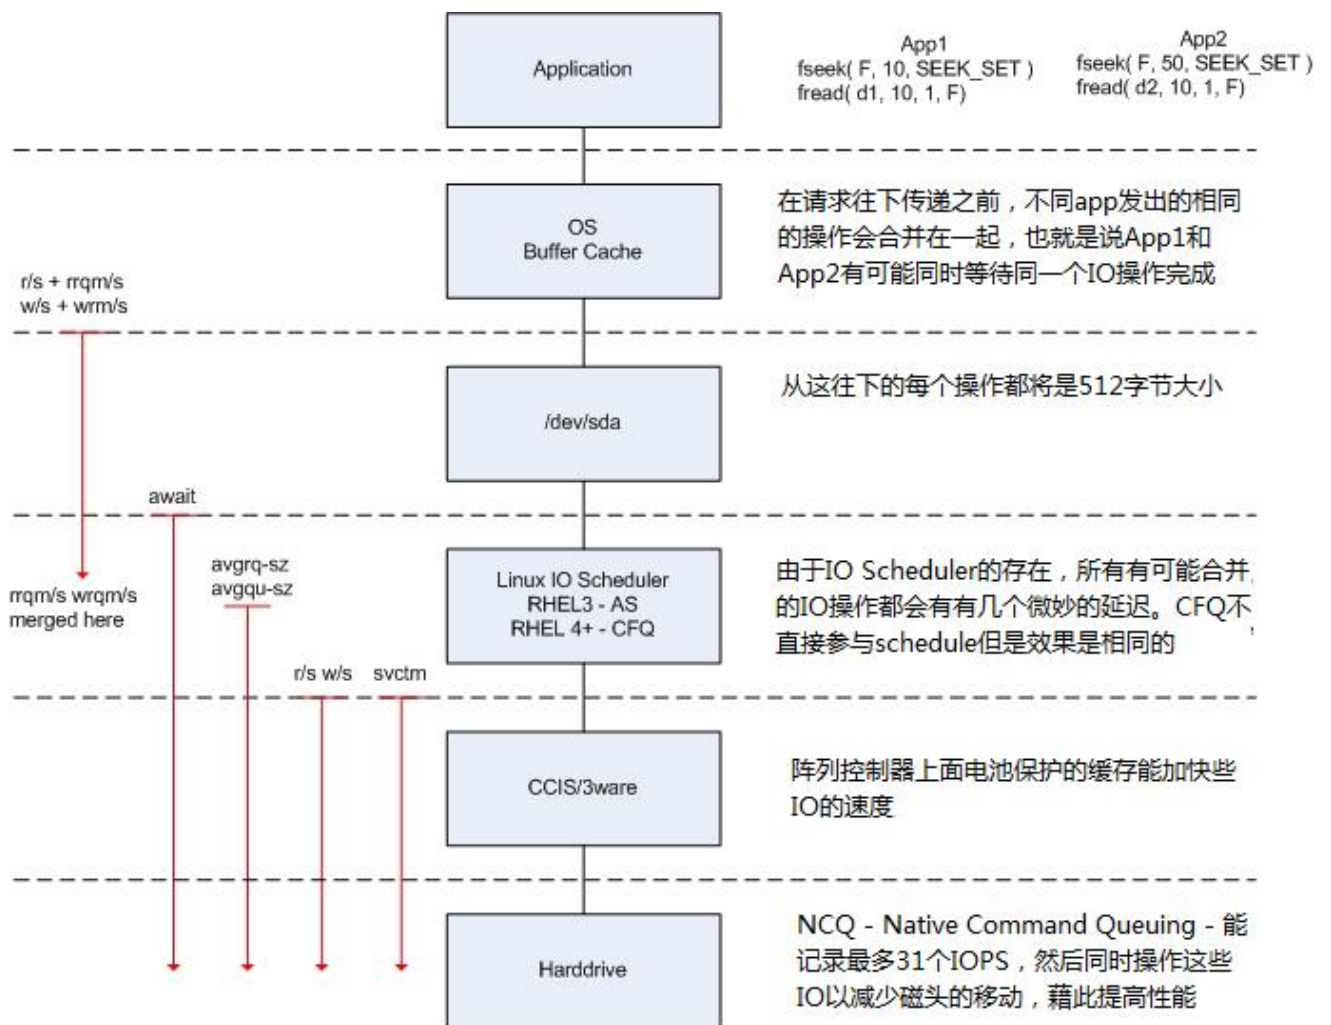 Application
App1
fseek( F, 10, SEEK_SET )
fread( d1, 10, 1, F)
App2
fseek( F, 50, SEEK_SET )
fread( d2, 10, 1, F)
OS
Buffer Cache
在请求往下传递之前，不同app发出的相同
的操作会合并在一起，也就是说App1和
App2有可能同时等待同一个IO操作完成
r/s + rrqm/s
w/s + wrm/s
/dev/sda
从这往下的每个操作都将是512字节大小
await
avgrq-sz
avgqu-sz
rrqm/s wrqm/s
merged here
Linux IO Scheduler
RHEL3 - AS
RHEL 4+ - CFQ
由于IO Scheduler的存在，所有有可能合并
的IO操作都会有有几个微妙的延迟。CFQ不
直接参与schedule但是效果是相同的
r/s w/s
svctm
CCIS/3ware
阵列控制器上面电池保护的缓存能加快些
IO的速度
Harddrive
NCQ - Native Command Queuing - 能
记录最多31个IOPS，然后同时操作这些
IO以减少磁头的移动，藉此提高性能